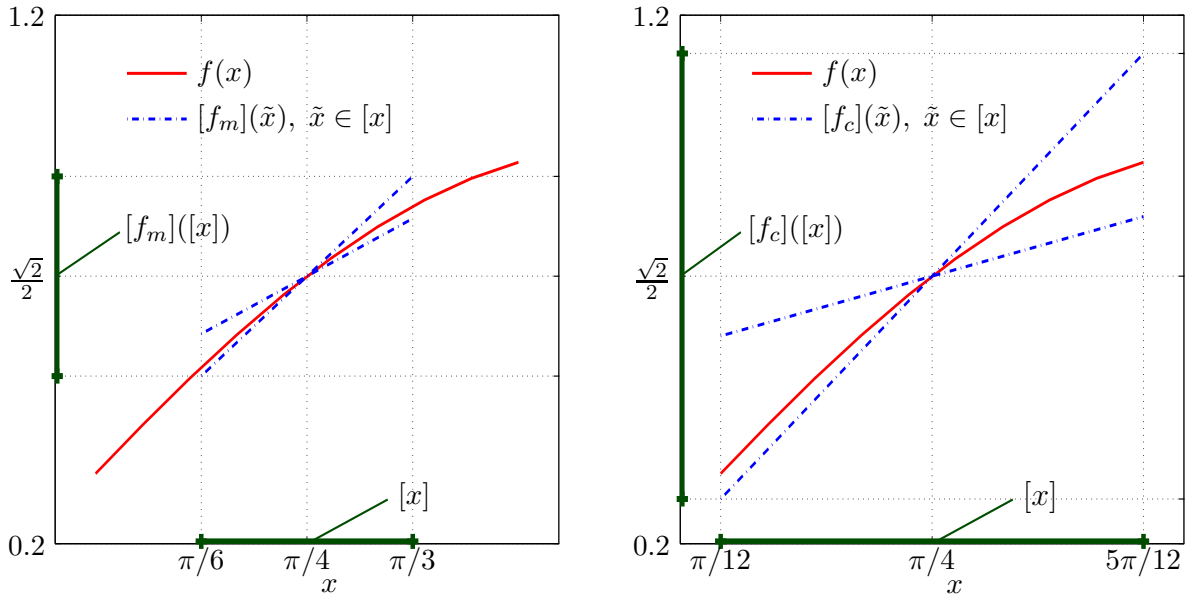 1.2
f(x)
[f_m](x̃), x̃ ∈ [x]
[f_m]([x])
√2/2
[x]
0.2
π/6 π/4 π/3
x
1.2
f(x)
[f_c](x̃), x̃ ∈ [x]
[f_c]([x])
√2/2
[x]
0.2
π/12 π/4 5π/12
x